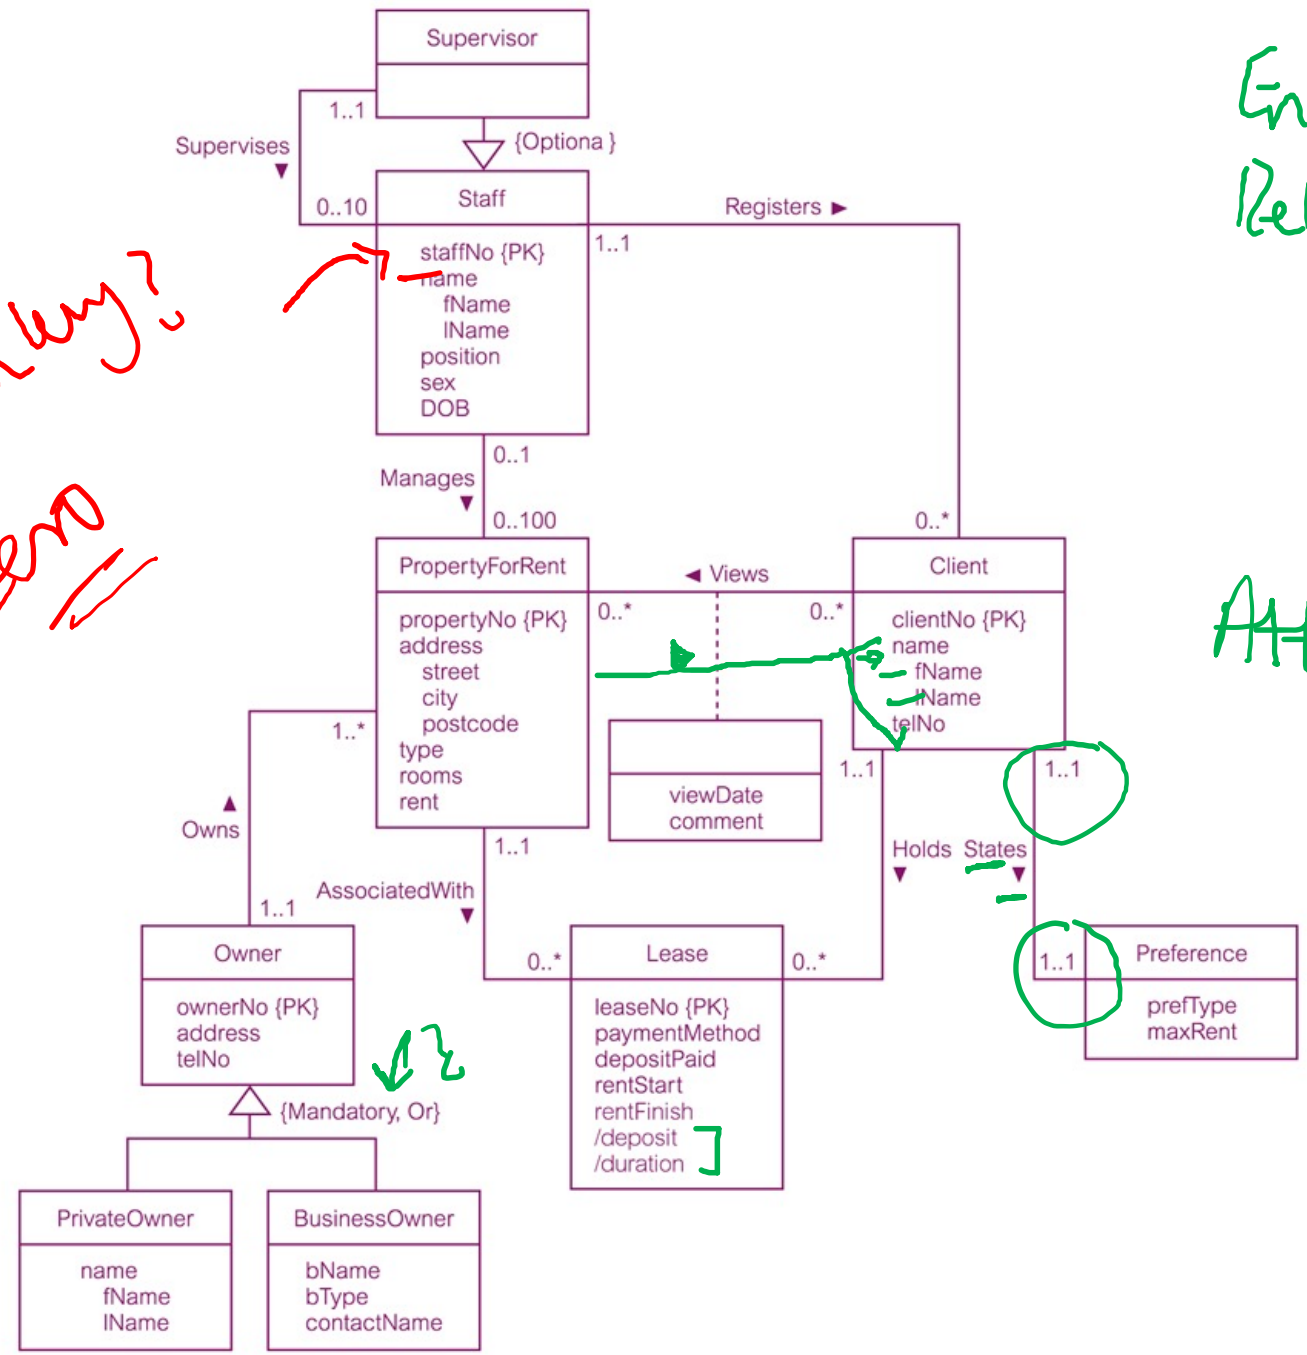 Supervisor
1..1
Supervises
▼
{Optiona }
0..10
Staff
Registers ►
1..1
staffNo {PK}
name
fName
lName
position
sex
DOB
key?
0..1
Manages
▼
0..100
0..*
PropertyForRent
◄ Views
Client
0..*
0..*
propertyNo {PK}
address
street
city
postcode
type
rooms
rent
clientNo {PK}
name
fName
lName
telNo
viewDate
comment
1..*
▲
Owns
1..1
1..1
1..1
1..1
AssociatedWith
▼
Holds
▼
States
▼
0..*
0..*
1..1
Owner
ownerNo {PK}
address
telNo
Lease
leaseNo {PK}
paymentMethod
depositPaid
rentStart
rentFinish
/deposit
/duration
Preference
prefType
maxRent
{Mandatory, Or}
PrivateOwner
name
fName
lName
BusinessOwner
bName
bType
contactName
En
Rel
Att